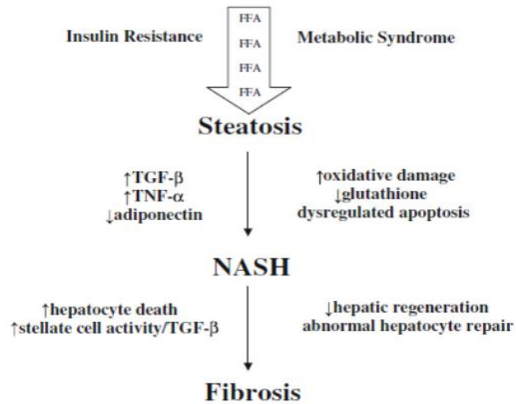 Insulin Resistance
FFA
FFA
FFA
FFA
Metabolic Syndrome
Steatosis
↑TGF-β
↑TNF-α
↓adiponectin
↑oxidative damage
↓glutathione
dysregulated apoptosis
NASH
↑hepatocyte death
↑stellate cell activity/TGF-β
↓hepatic regeneration
abnormal hepatocyte repair
Fibrosis